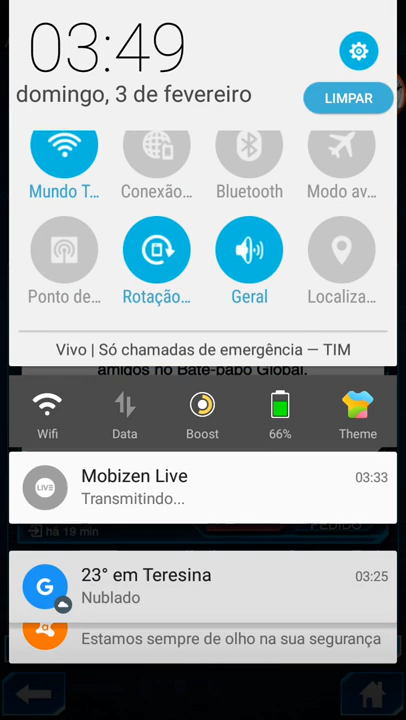 03:49
domingo, 3 de fevereiro
LIMPAR
Mundo T...
Conexão...
Bluetooth
Modo av...
Ponto de...
Rotação...
Geral
Localiza...
Vivo | Só chamadas de emergência — TIM
amigos no Bate-papo Global.
Wifi
Data
Boost
66%
Theme
LIVE
Mobizen Live
03:33
Transmitindo...
há 19 min
PEDIDO
G
23° em Teresina
03:25
Nublado
Estamos sempre de olho na sua segurança